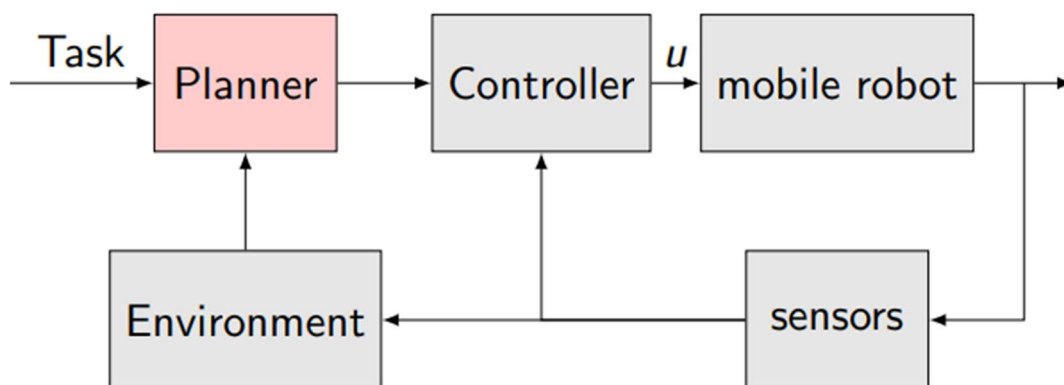 Task
Planner
Controller
u
mobile robot
Environment
sensors